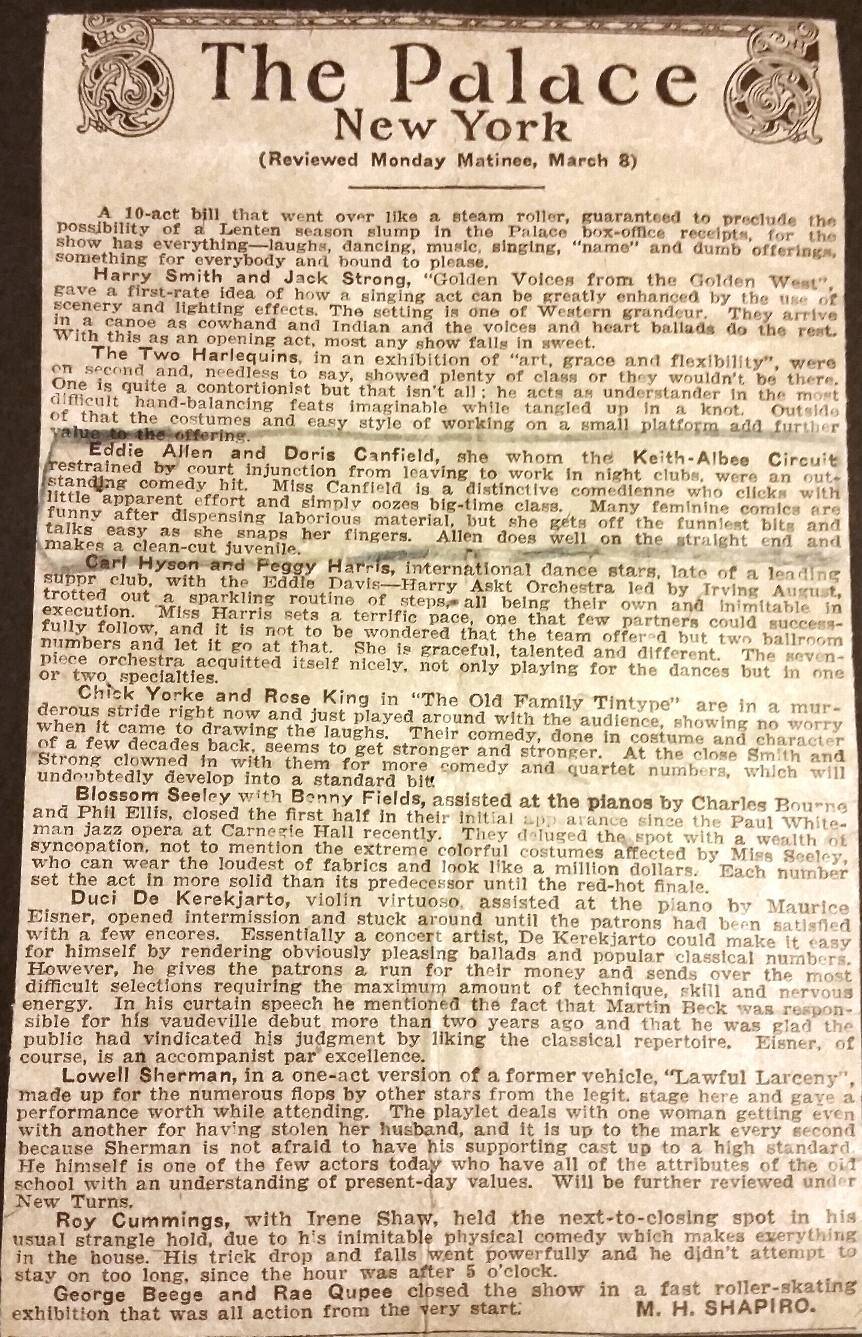 The Palace
New York
(Reviewed Monday Matinee, March 8)
A 10-act bill that went over like a steam roller, guaranteed to preclude the
possibility of a Lenten season slump in the Palace box-office receipts, for the
show has everything—laughs, dancing, music, singing, "name" and dumb offerings,
something for everybody and bound to please.
Harry Smith and Jack Strong, "Golden Voices from the Golden West",
gave a first-rate idea of how a singing act can be greatly enhanced by the use of
scenery and lighting effects. The setting is one of Western grandeur. They arrive
in a canoe as cowhand and Indian and the voices and heart ballads do the rest.
With this as an opening act, most any show falls in sweet.
The Two Harlequins, in an exhibition of "art, grace and flexibility", were
on second and, needless to say, showed plenty of class or they wouldn't be there.
One is quite a contortionist but that isn't all; he acts as understander in the most
difficult hand-balancing feats imaginable while tangled up in a knot. Outside
of that the costumes and easy style of working on a small platform add further
value to the offering.
Eddie Allen and Doris Canfield, she whom the Keith-Albee Circuit
restrained by court injunction from leaving to work in night clubs, were an out-
standing comedy hit. Miss Canfield is a distinctive comedienne who clicks with
little apparent effort and simply oozes big-time class. Many feminine comics are
funny after dispensing laborious material, but she gets off the funniest bits and
talks easy as she snaps her fingers. Allen does well on the straight end and
makes a clean-cut juvenile.
Carl Hyson and Peggy Harris, international dance stars, late of a leading
suppr club, with the Eddie Davis—Harry Askt Orchestra led by Irving August,
trotted out a sparkling routine of steps, all being their own and inimitable in
execution. Miss Harris sets a terrific pace, one that few partners could success-
fully follow, and it is not to be wondered that the team offered but two ballroom
numbers and let it go at that. She is graceful, talented and different. The seven-
piece orchestra acquitted itself nicely, not only playing for the dances but in one
or two specialties.
Chick Yorke and Rose King in "The Old Family Tintype" are in a mur-
derous stride right now and just played around with the audience, showing no worry
when it came to drawing the laughs. Their comedy, done in costume and character
of a few decades back, seems to get stronger and stronger. At the close Smith and
Strong clowned in with them for more comedy and quartet numbers, which will
undoubtedly develop into a standard bit.
Blossom Seeley with Benny Fields, assisted at the pianos by Charles Bourne
and Phil Ellis, closed the first half in their initial appearance since the Paul White-
man jazz opera at Carnegie Hall recently. They deluged the spot with a wealth of
syncopation, not to mention the extreme colorful costumes affected by Miss Seeley,
who can wear the loudest of fabrics and look like a million dollars. Each number
set the act in more solid than its predecessor until the red-hot finale.
Duci De Kerekjarto, violin virtuoso, assisted at the piano by Maurice
Eisner, opened intermission and stuck around until the patrons had been satisfied
with a few encores. Essentially a concert artist, De Kerekjarto could make it easy
for himself by rendering obviously pleasing ballads and popular classical numbers.
However, he gives the patrons a run for their money and sends over the most
difficult selections requiring the maximum amount of technique, skill and nervous
energy. In his curtain speech he mentioned the fact that Martin Beck was respon-
sible for his vaudeville debut more than two years ago and that he was glad the
public had vindicated his judgment by liking the classical repertoire. Eisner, of
course, is an accompanist par excellence.
Lowell Sherman, in a one-act version of a former vehicle, "Lawful Larceny",
made up for the numerous flops by other stars from the legit. stage here and gave a
performance worth while attending. The playlet deals with one woman getting even
with another for having stolen her husband, and it is up to the mark every second
because Sherman is not afraid to have his supporting cast up to a high standard.
He himself is one of the few actors today who have all of the attributes of the old
school with an understanding of present-day values. Will be further reviewed under
New Turns.
Roy Cummings, with Irene Shaw, held the next-to-closing spot in his
usual strangle hold, due to his inimitable physical comedy which makes everything
in the house. His trick drop and falls went powerfully and he didn't attempt to
stay on too long, since the hour was after 5 o'clock.
George Beege and Rae Qupee closed the show in a fast roller-skating
exhibition that was all action from the very start. M. H. SHAPIRO.